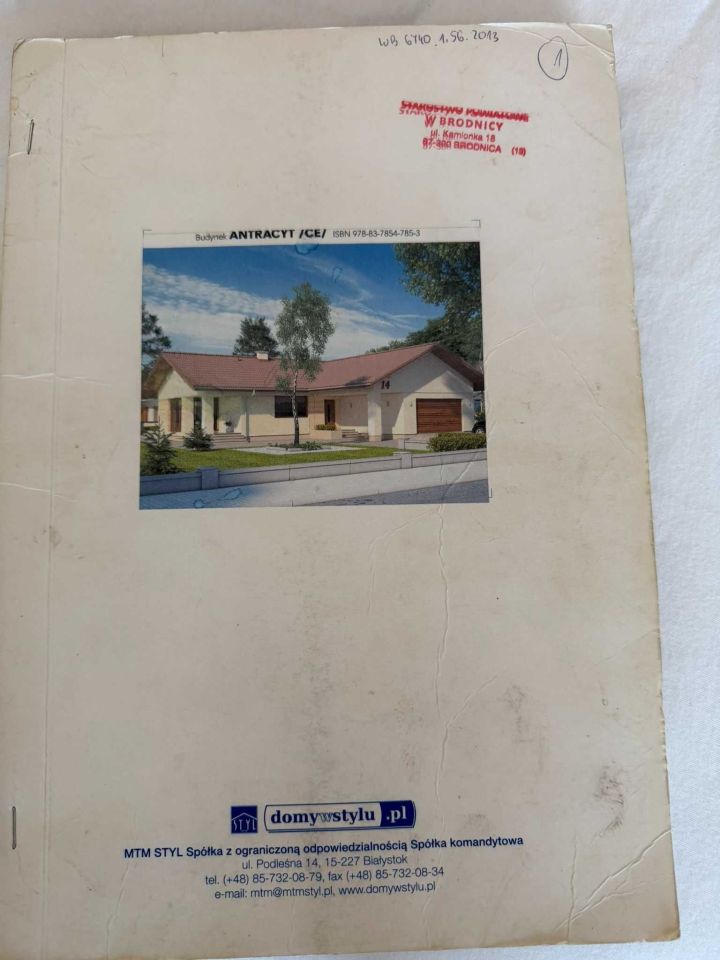 WB 6740.1.56.2013
1
STAROSTWO POWIATOWE
W BRODNICY
ul. Kamionka 18
87-300 BRODNICA (18)
Budynek ANTRACYT /CE/ ISBN 978-83-7854-785-3
14
STYL domywstylu.pl
MTM STYL Spółka z ograniczoną odpowiedzialnością Spółka komandytowa
ul. Podleśna 14, 15-227 Białystok
tel. (+48) 85-732-08-79, fax (+48) 85-732-08-34
e-mail: mtm@mtmstyl.pl, www.domywstylu.pl